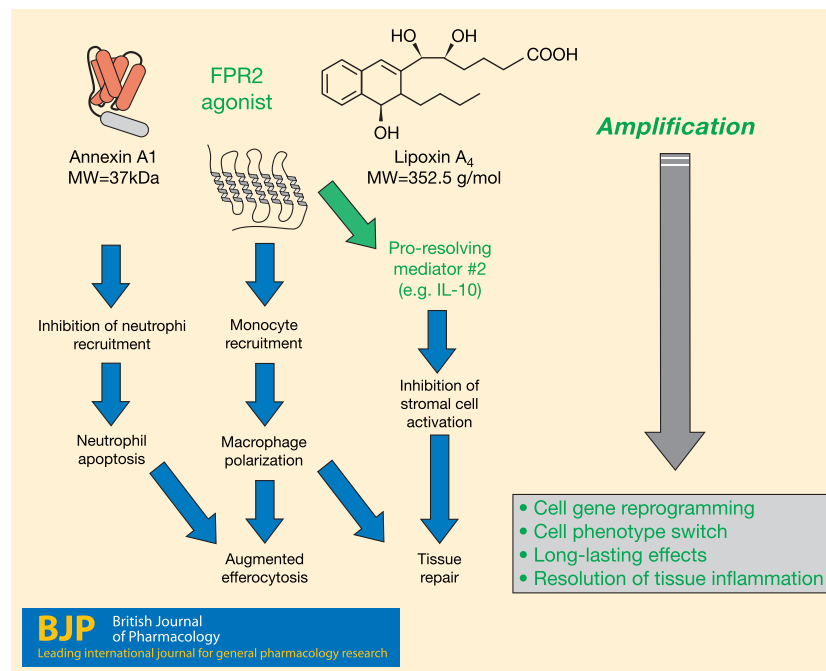 FPR2
agonist
HO
OH
COOH
OH
Annexin A1
MW=37kDa
Lipoxin A₄
MW=352.5 g/mol
Amplification
Pro-resolving
mediator #2
(e.g. IL-10)
Inhibition of neutrophi
recruitment
Monocyte
recruitment
Inhibition of
stromal cell
activation
Neutrophil
apoptosis
Macrophage
polarization
Augmented
efferocytosis
Tissue
repair
• Cell gene reprogramming
• Cell phenotype switch
• Long-lasting effects
• Resolution of tissue inflammation
BJP
British Journal
of Pharmacology
Leading international journal for general pharmacology research